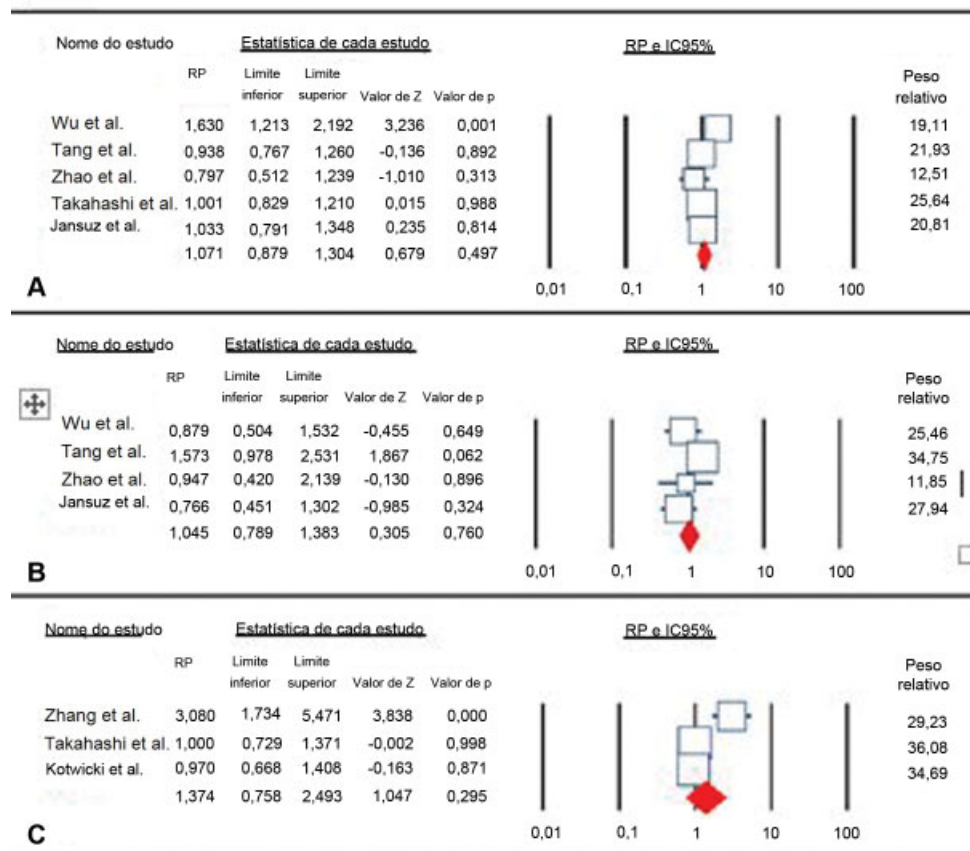 Nome do estudo Estatística de cada estudo RP e IC95%
RP Limite inferior Limite superior Valor de Z Valor de p Peso relativo
Wu et al. 1,630 1,213 2,192 3,236 0,001 19,11
Tang et al. 0,938 0,767 1,260 -0,136 0,892 21,93
Zhao et al. 0,797 0,512 1,239 -1,010 0,313 12,51
Takahashi et al. 1,001 0,829 1,210 0,015 0,988 25,64
Jansuz et al. 1,033 0,791 1,348 0,235 0,814 20,81
1,071 0,879 1,304 0,679 0,497
A 0,01 0,1 1 10 100
Nome do estudo Estatística de cada estudo RP e IC95%
RP Limite inferior Limite superior Valor de Z Valor de p Peso relativo
Wu et al. 0,879 0,504 1,532 -0,455 0,649 25,46
Tang et al. 1,573 0,978 2,531 1,867 0,062 34,75
Zhao et al. 0,947 0,420 2,139 -0,130 0,896 11,85
Jansuz et al. 0,766 0,451 1,302 -0,985 0,324 27,94
1,045 0,789 1,383 0,305 0,760
B 0,01 0,1 1 10 100
Nome do estudo Estatística de cada estudo RP e IC95%
RP Limite inferior Limite superior Valor de Z Valor de p Peso relativo
Zhang et al. 3,080 1,734 5,471 3,838 0,000 29,23
Takahashi et al. 1,000 0,729 1,371 -0,002 0,998 36,08
Kotwicki et al. 0,970 0,668 1,408 -0,163 0,871 34,69
1,374 0,758 2,493 1,047 0,295
C 0,01 0,1 1 10 100